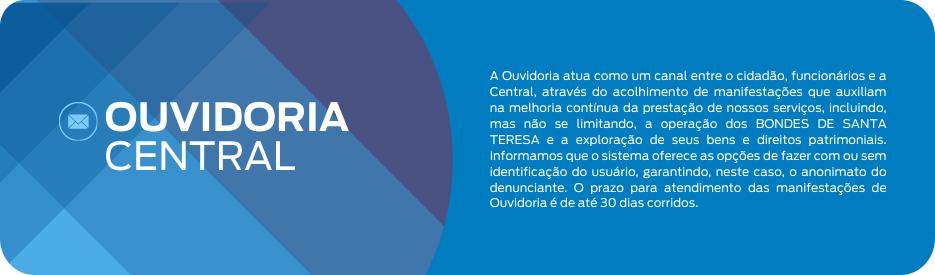 OUVIDORIA
CENTRAL
A Ouvidoria atua como um canal entre o cidadão, funcionários e a
Central, através do acolhimento de manifestações que auxiliam
na melhoria contínua da prestação de nossos serviços, incluindo,
mas não se limitando, a operação dos BONDES DE SANTA
TERESA e a exploração de seus bens e direitos patrimoniais.
Informamos que o sistema oferece as opções de fazer com ou sem
identificação do usuário, garantindo, neste caso, o anonimato do
denunciante. O prazo para atendimento das manifestações de
Ouvidoria é de até 30 dias corridos.